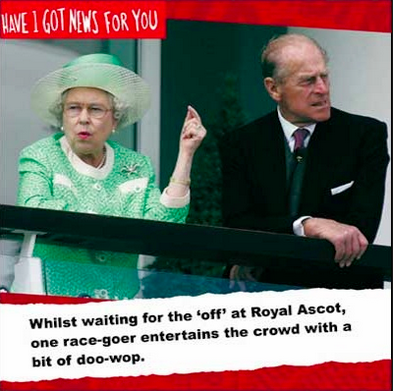 HAVE I GOT NEWS FOR YOU
Whilst waiting for the ‘off’ at Royal Ascot,
one race-goer entertains the crowd with a
bit of doo-wop.